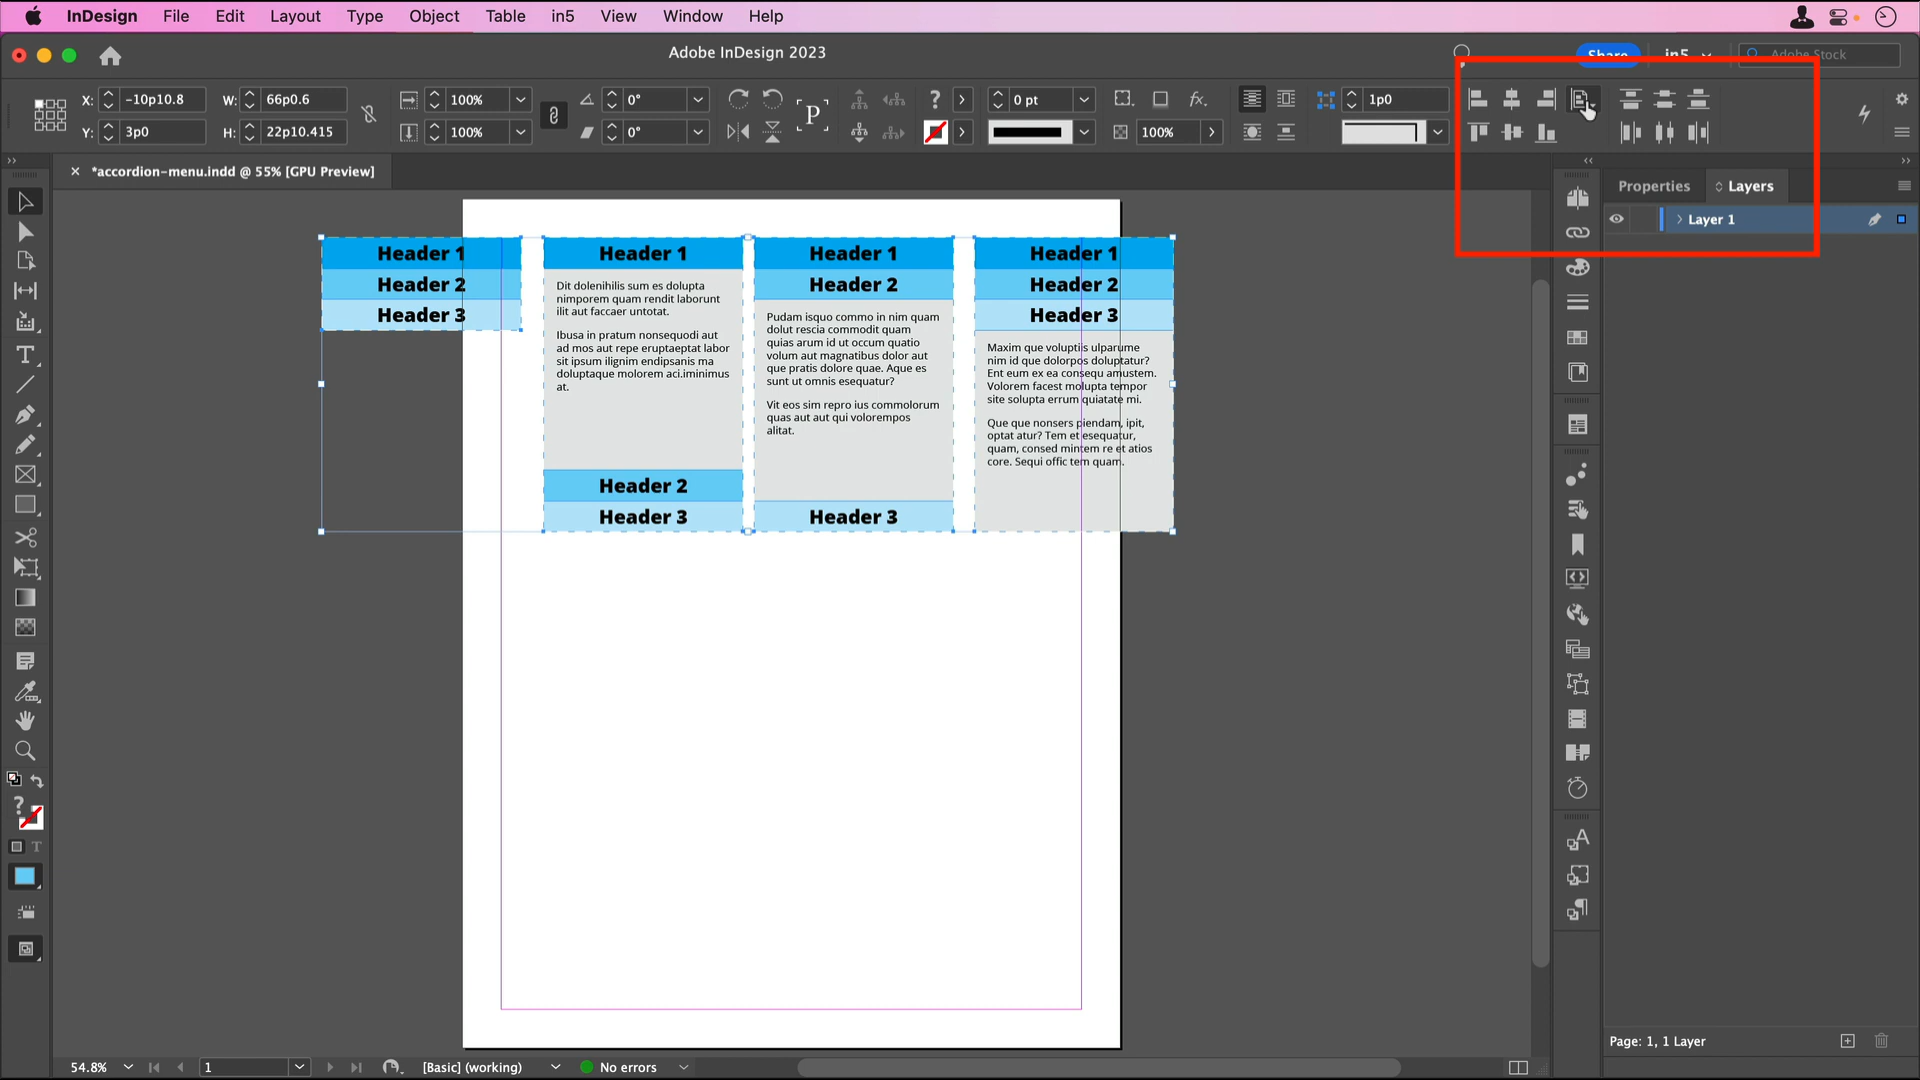 InDesign File Edit Layout Type Object Table in5 View Window Help
Adobe InDesign 2023
Share
in5
Adobe Stock
X: -10p10.8 W: 66p0.6 100% 0° ? 0 pt fx. 1p0
Y: 3p0 H: 22p10.415 100% 0° P 100%
*accordion-menu.indd @ 55% [GPU Preview]
Properties Layers
Layer 1
Header 1
Header 2
Header 3
Header 1
Dit dolenihilis sum es dolupta
nimporem quam rendit laborunt
ilit aut faccaer untotat.
Ibusa in pratum nonsequodi aut
ad mos aut repe eruptaeptat labor
sit ipsum ilignim endipsanis ma
doluptaque molorem aci.iminimus
at.
Header 2
Header 3
Header 1
Header 2
Pudam isquo commo in nim quam
dolut rescia commodit quam
quias arum id ut occum quatio
volum aut magnatibus dolor aut
que pratis dolore quae. Aque es
sunt ut omnis esequatur?
Vit eos sim repro ius commolorum
quas aut aut qui volorempos
alitat.
Header 3
Header 1
Header 2
Header 3
Maxim que voluptiis ulparume
nim id que dolorpos doluptatur?
Ent eum ex ea consequ amustem.
Volorem facest molupta tempor
site solupta errum quiatate mi.
Que que nonsers piendam, ipit,
optat atur? Tem et esequatur,
quam, consed mintem re et atios
core. Sequi offic tem quam.
?
T
Page: 1, 1 Layer
54.8% 1 [Basic] (working) No errors